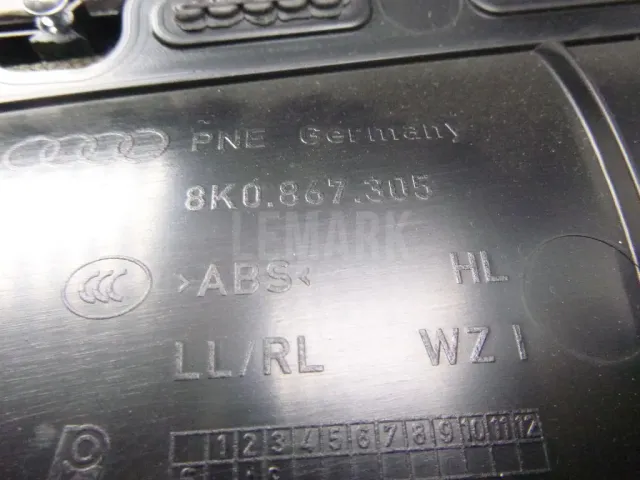 PNE Germany
8K0.867.305
LEMARK
CCC >ABS< HL
LL/RL WZ I
1 2 3 4 5 6 7 8 9 10 11 12